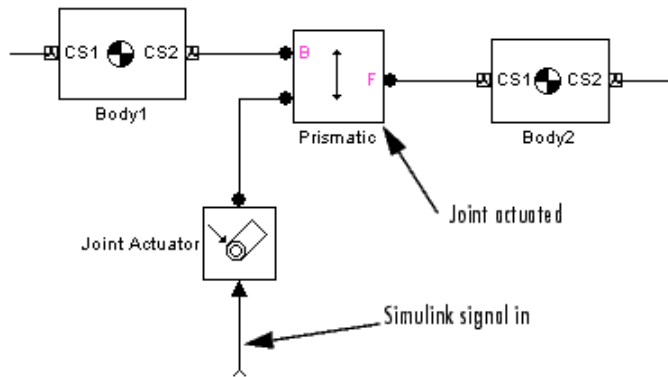 CS1 CS2
B
F
CS1 CS2
Body1
Prismatic
Body2
Joint Actuator
Joint actuated
Simulink signal in